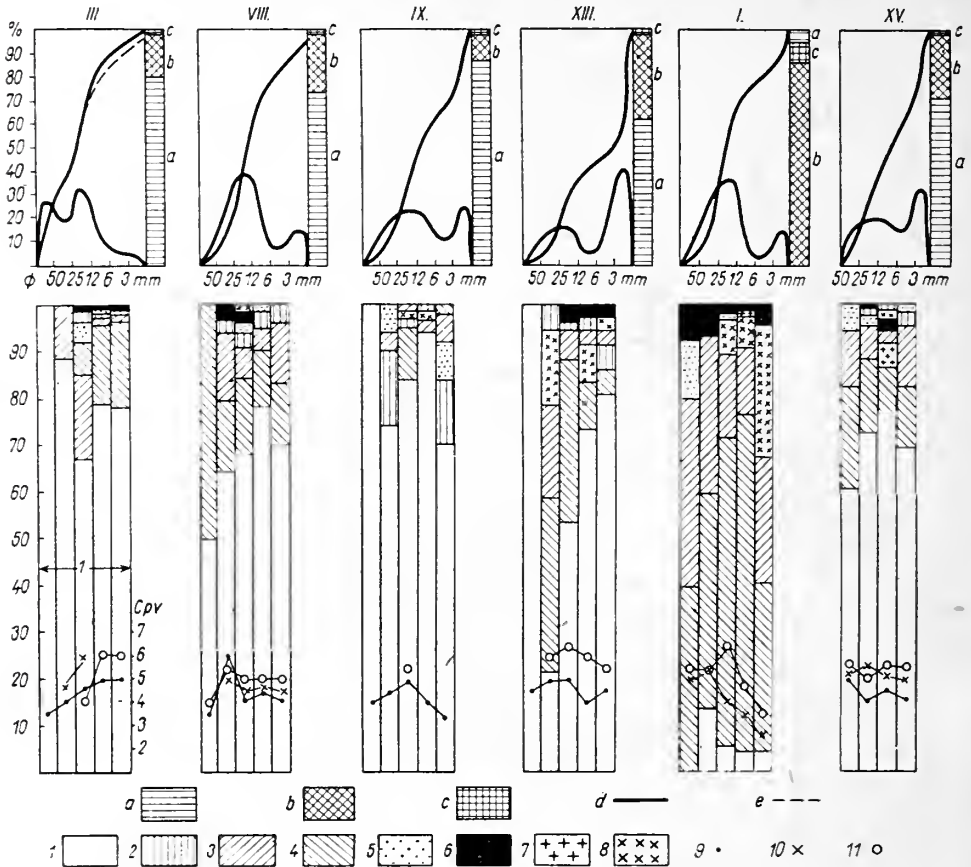 III VIII. IX. XIII. I. XV.
%
90
80
70
60
50
40
30
20
10
c b a
c b a
c b a
c b a
a c b
c b a
Φ 50 25 12 6 3 mm
50 25 12 6 3 mm
25 12 6 3 mm
50 25 12 6 3 mm
50 25 12 6 3 mm
50 25 12 6 3 mm
90
80
70
60
50
40
30
20
10
1
Cpv
7
6
5
4
3
2
a b c d e
1 2 3 4 5 6 7 8 9 10 11